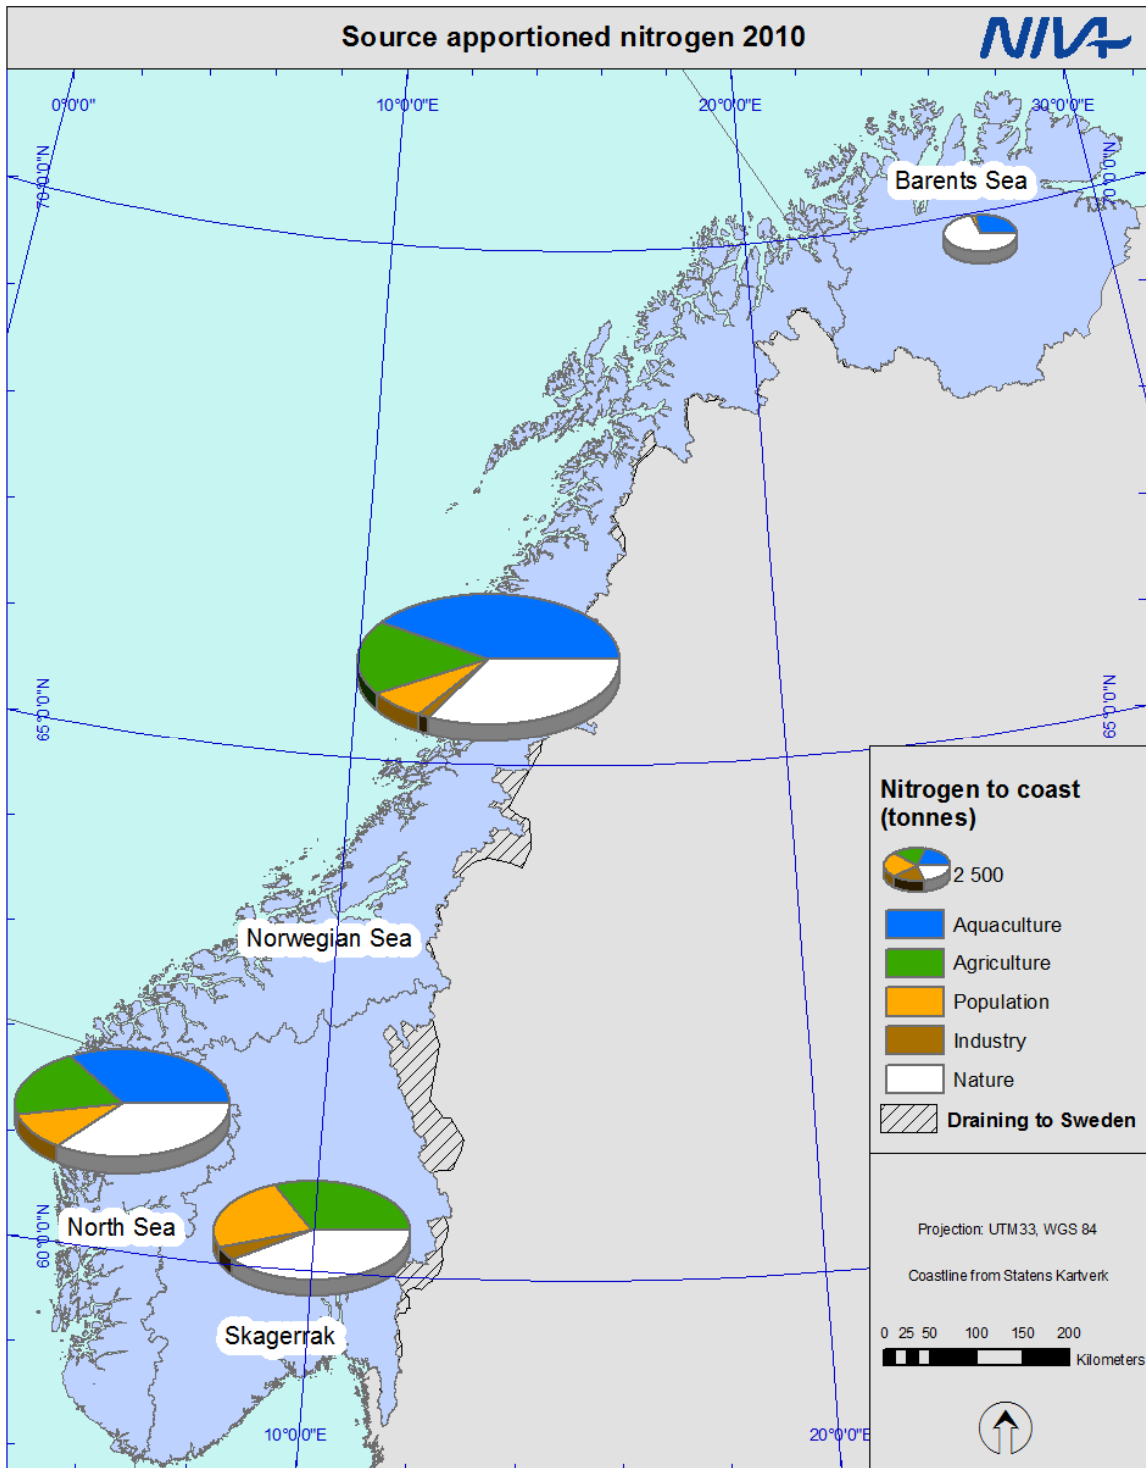 Source apportioned nitrogen 2010
NIVA
0°0'0"
10°0'0"E
20°0'0"E
30°0'0"E
70°0'0"N
70°0'0"N
Barents Sea
65°0'0"N
65°0'0"N
Norwegian Sea
North Sea
60°0'0"N
Skagerrak
10°0'0"E
20°0'0"E
Nitrogen to coast
(tonnes)
2 500
Aquaculture
Agriculture
Population
Industry
Nature
Draining to Sweden
Projection: UTM33, WGS 84
Coastline from Statens Kartverk
0 25 50 100 150 200
Kilometers